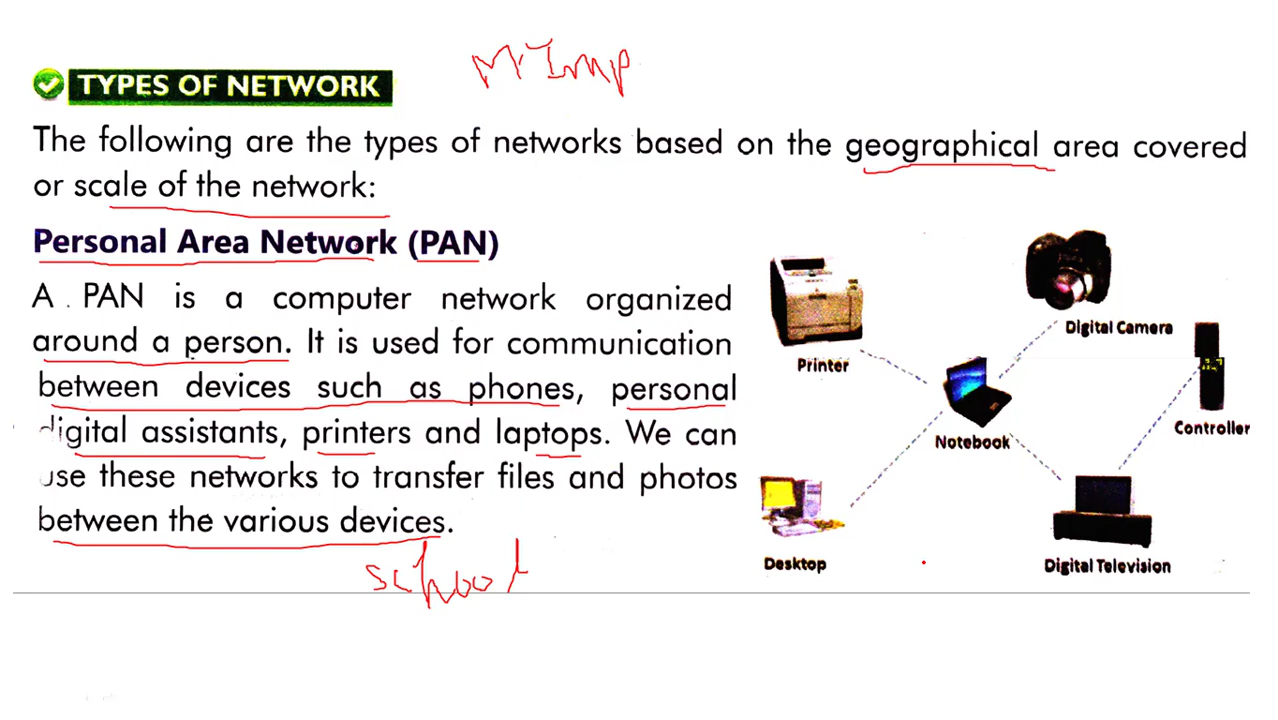 M. Imp
TYPES OF NETWORK
The following are the types of networks based on the geographical area covered
or scale of the network:
Personal Area Network (PAN)
A PAN is a computer network organized
around a person. It is used for communication
between devices such as phones, personal
digital assistants, printers and laptops. We can
use these networks to transfer files and photos
between the various devices.
school
Digital Camera
Printer
Controller
Notebook
Desktop
Digital Television